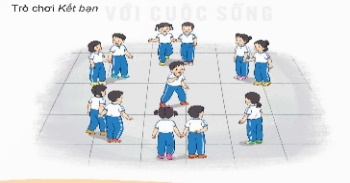 Trò chơi Kết bạn
VỚI CUỘC SỐNG